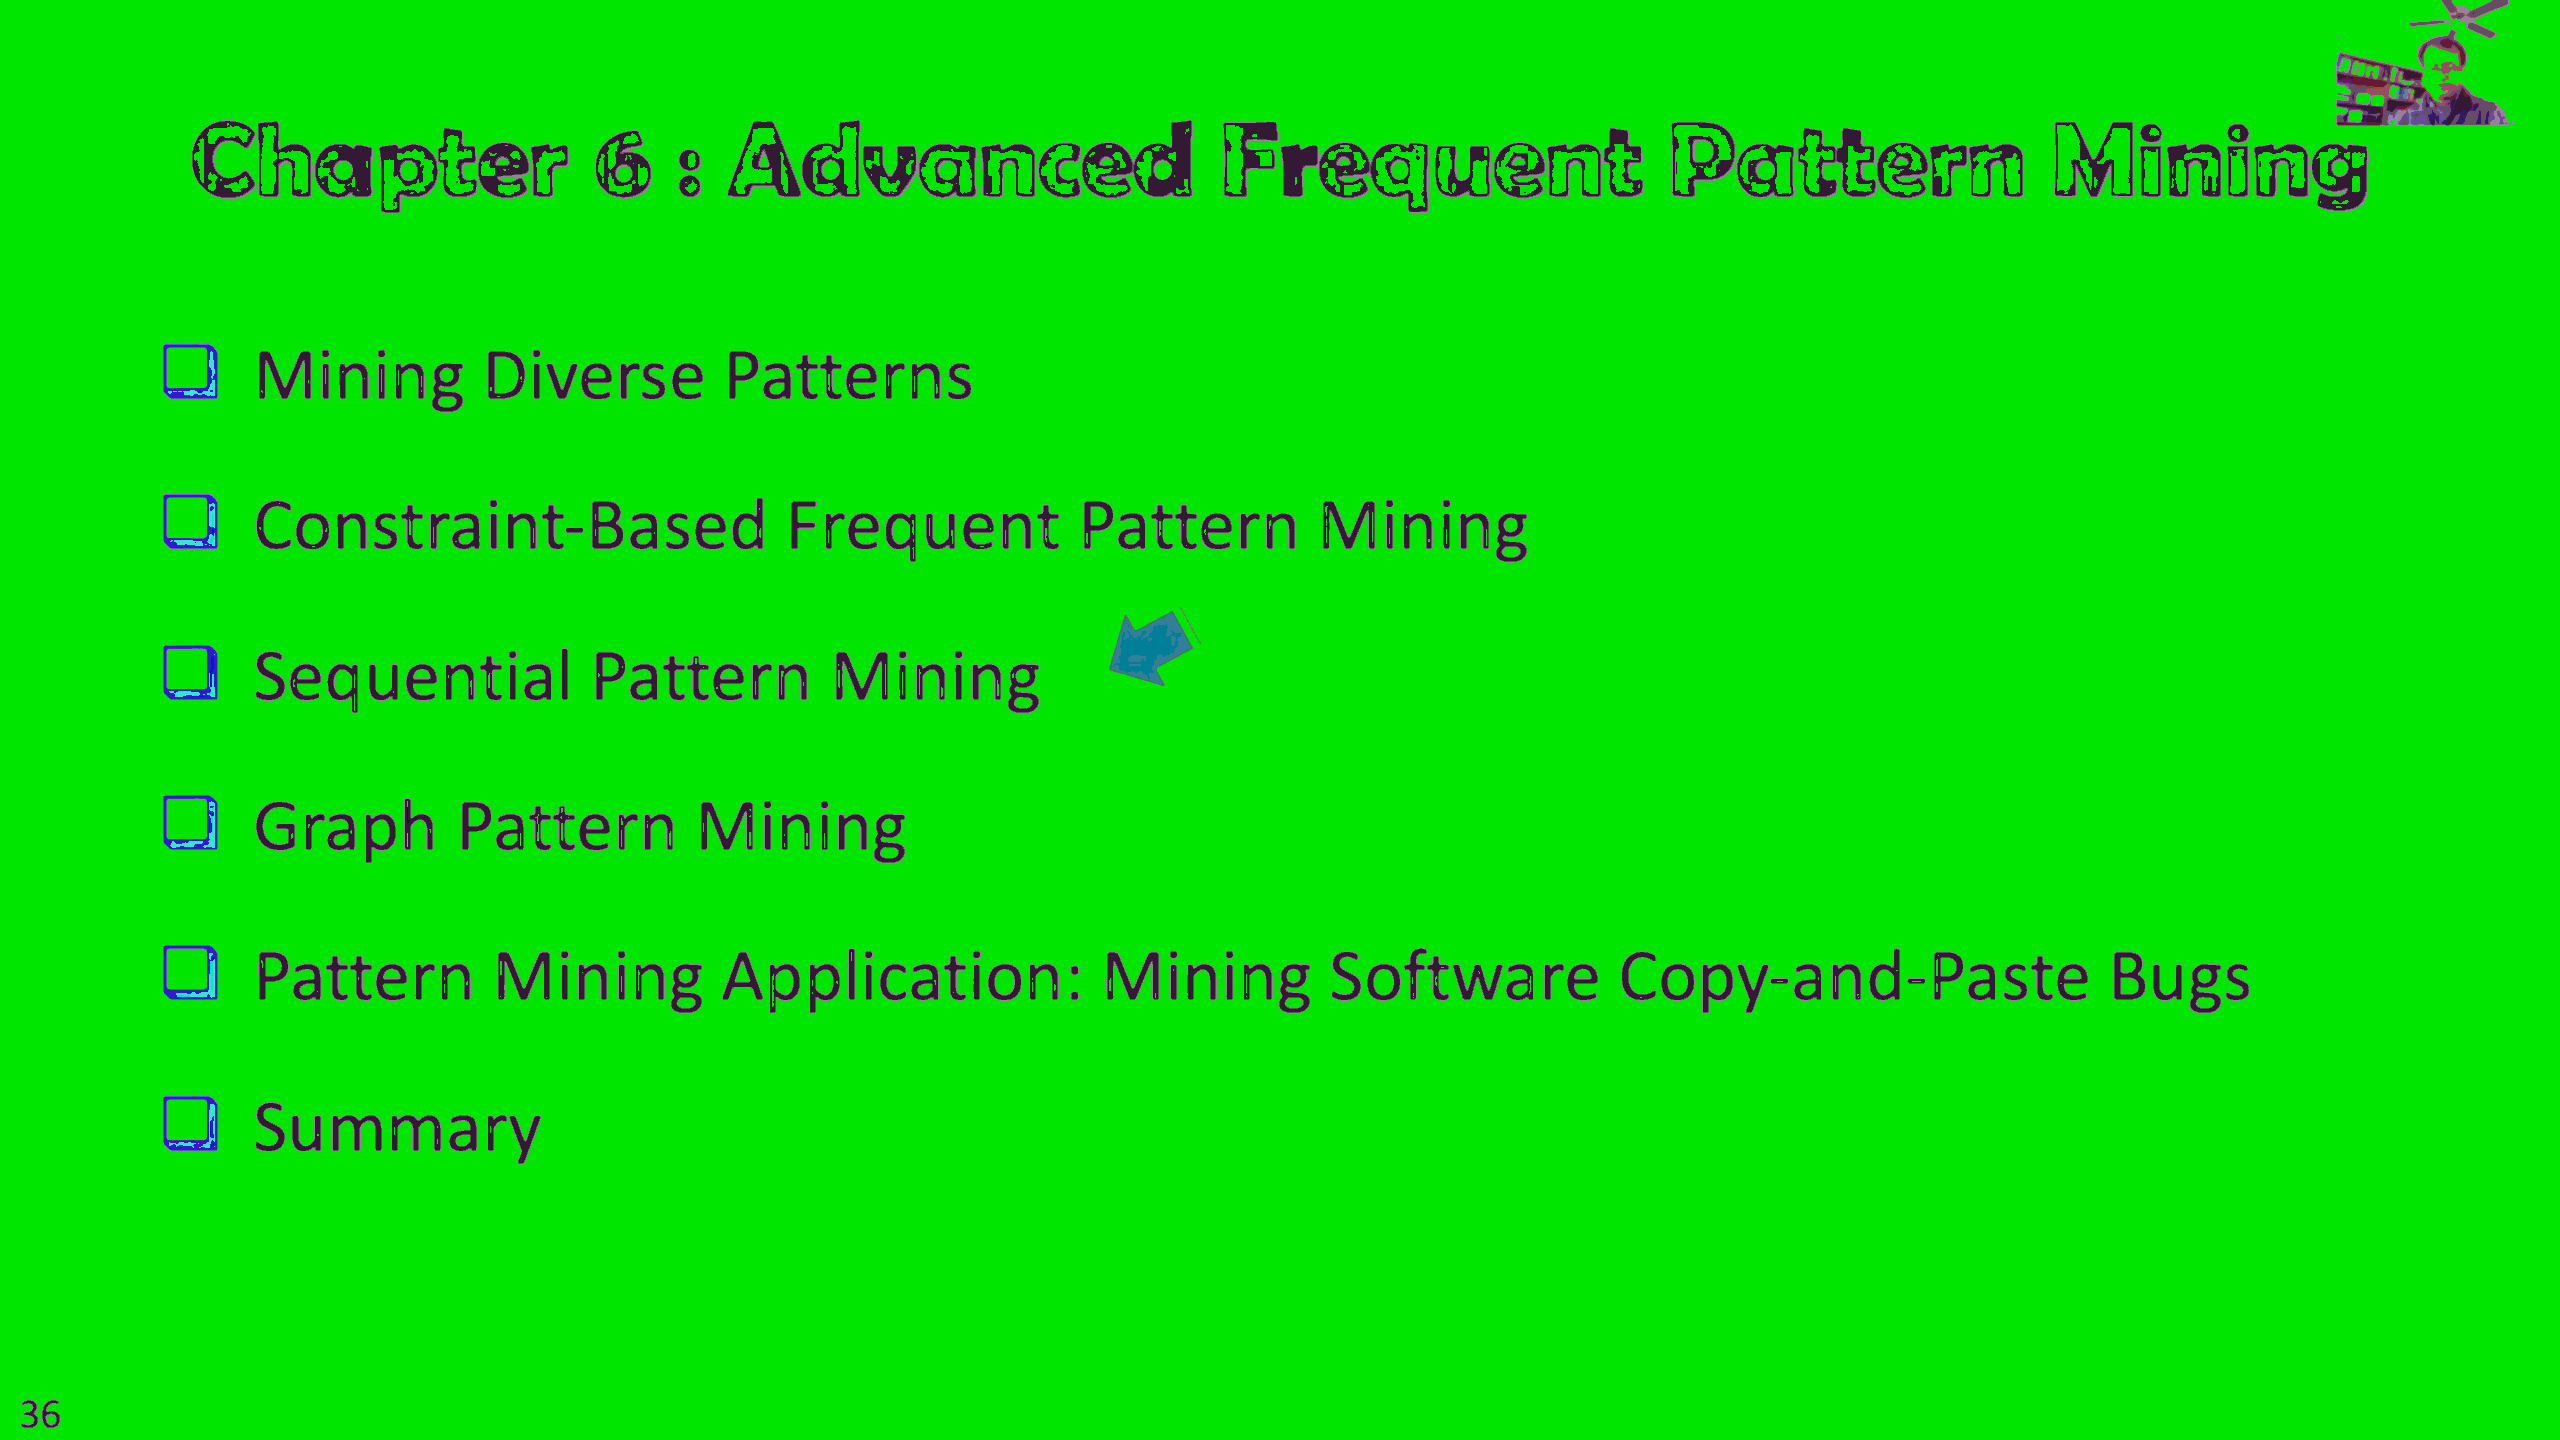 Chapter 6 : Advanced Frequent Pattern Mining
Mining Diverse Patterns
Constraint-Based Frequent Pattern Mining
Sequential Pattern Mining
Graph Pattern Mining
Pattern Mining Application: Mining Software Copy-and-Paste Bugs
Summary
36